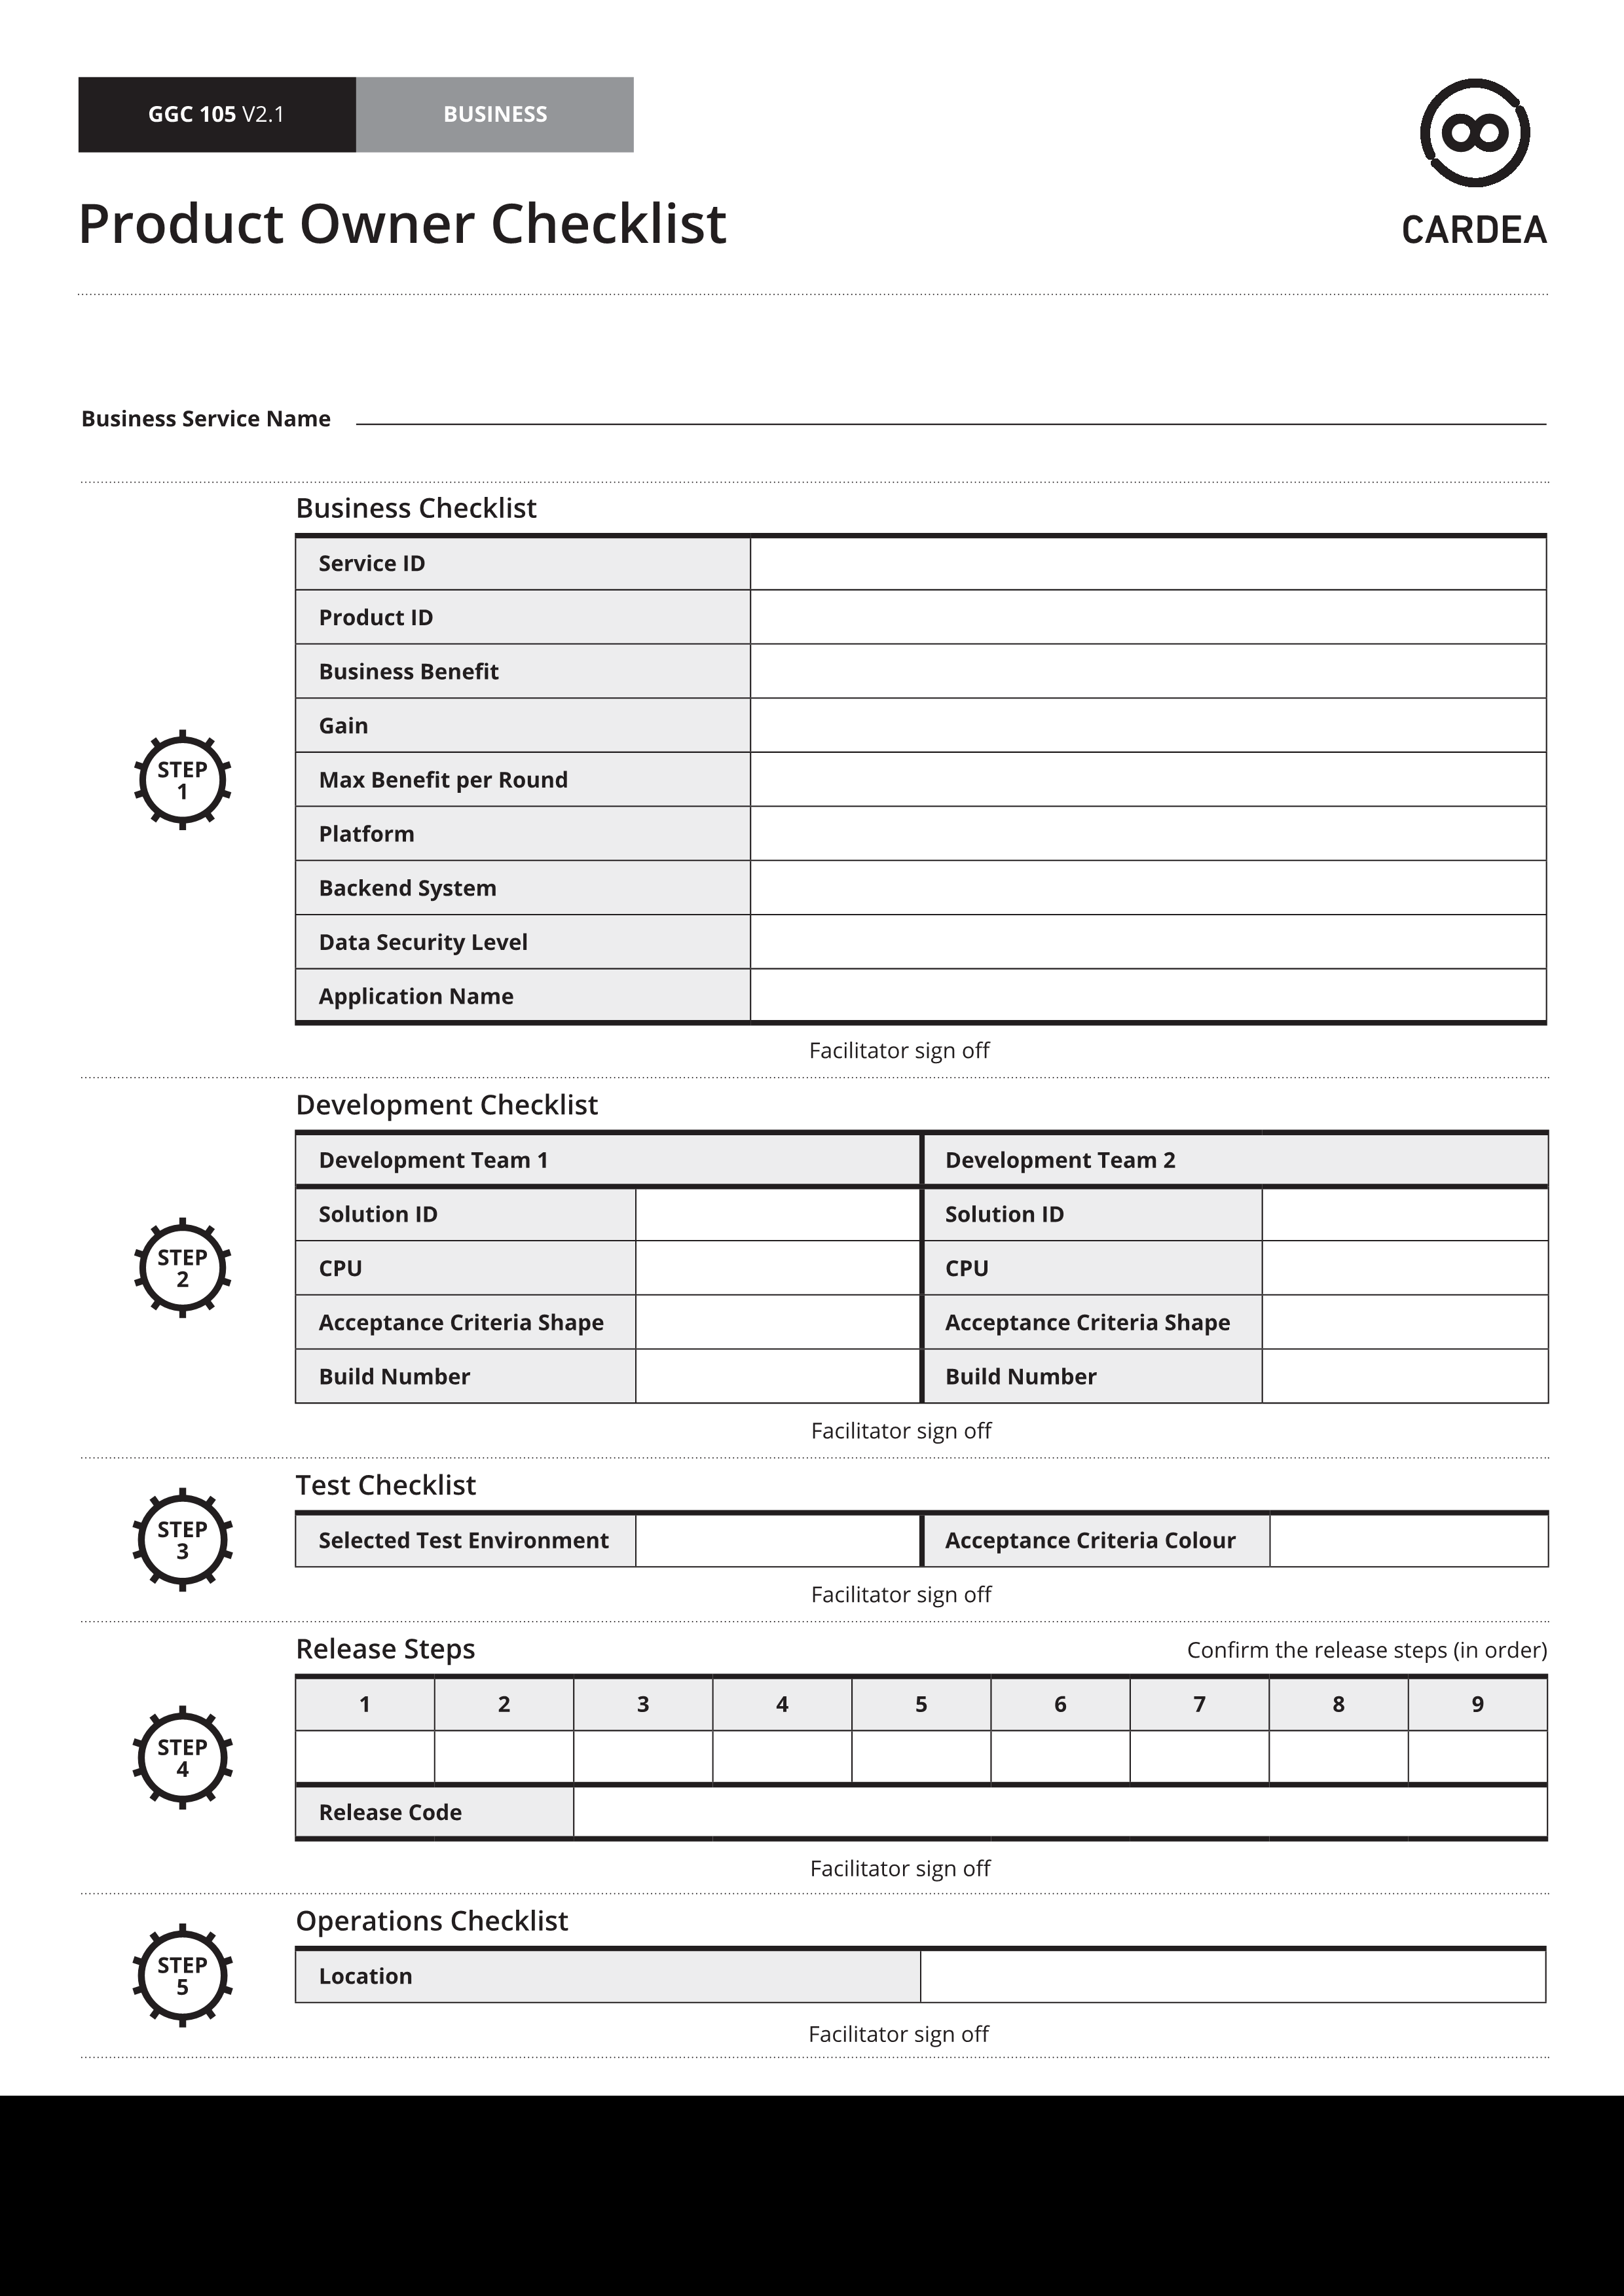 GGC 105 V2.1 BUSINESS
CARDEA
Product Owner Checklist
Business Service Name
Business Checklist
STEP 1
Service ID
Product ID
Business Benefit
Gain
Max Benefit per Round
Platform
Backend System
Data Security Level
Application Name
Facilitator sign off
Development Checklist
STEP 2
Development Team 1 Development Team 2
Solution ID Solution ID
CPU CPU
Acceptance Criteria Shape Acceptance Criteria Shape
Build Number Build Number
Facilitator sign off
Test Checklist
STEP 3
Selected Test Environment Acceptance Criteria Colour
Facilitator sign off
Release Steps Confirm the release steps (in order)
STEP 4
1 2 3 4 5 6 7 8 9
Release Code
Facilitator sign off
Operations Checklist
STEP 5
Location
Facilitator sign off